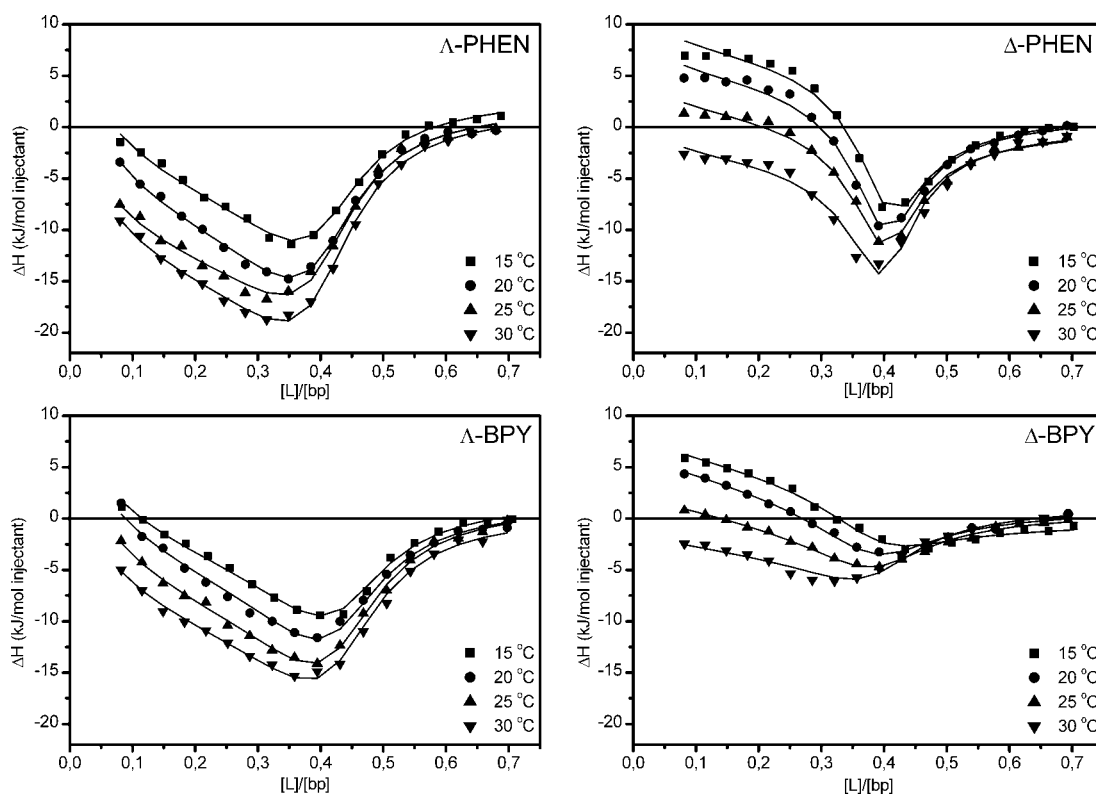 Λ-PHEN
10
5
0
-5
-10
-15
-20
ΔH (kJ/mol injectant)
15 °C
20 °C
25 °C
30 °C
0,0 0,1 0,2 0,3 0,4 0,5 0,6 0,7
[L]/[bp]
Δ-PHEN
10
5
0
-5
-10
-15
-20
ΔH (kJ/mol injectant)
15 °C
20 °C
25 °C
30 °C
0,0 0,1 0,2 0,3 0,4 0,5 0,6 0,7
[L]/[bp]
Λ-BPY
10
5
0
-5
-10
-15
-20
ΔH (kJ/mol injectant)
15 °C
20 °C
25 °C
30 °C
0,0 0,1 0,2 0,3 0,4 0,5 0,6 0,7
[L]/[bp]
Δ-BPY
10
5
0
-5
-10
-15
-20
ΔH (kJ/mol injectant)
15 °C
20 °C
25 °C
30 °C
0,0 0,1 0,2 0,3 0,4 0,5 0,6 0,7
[L]/[bp]